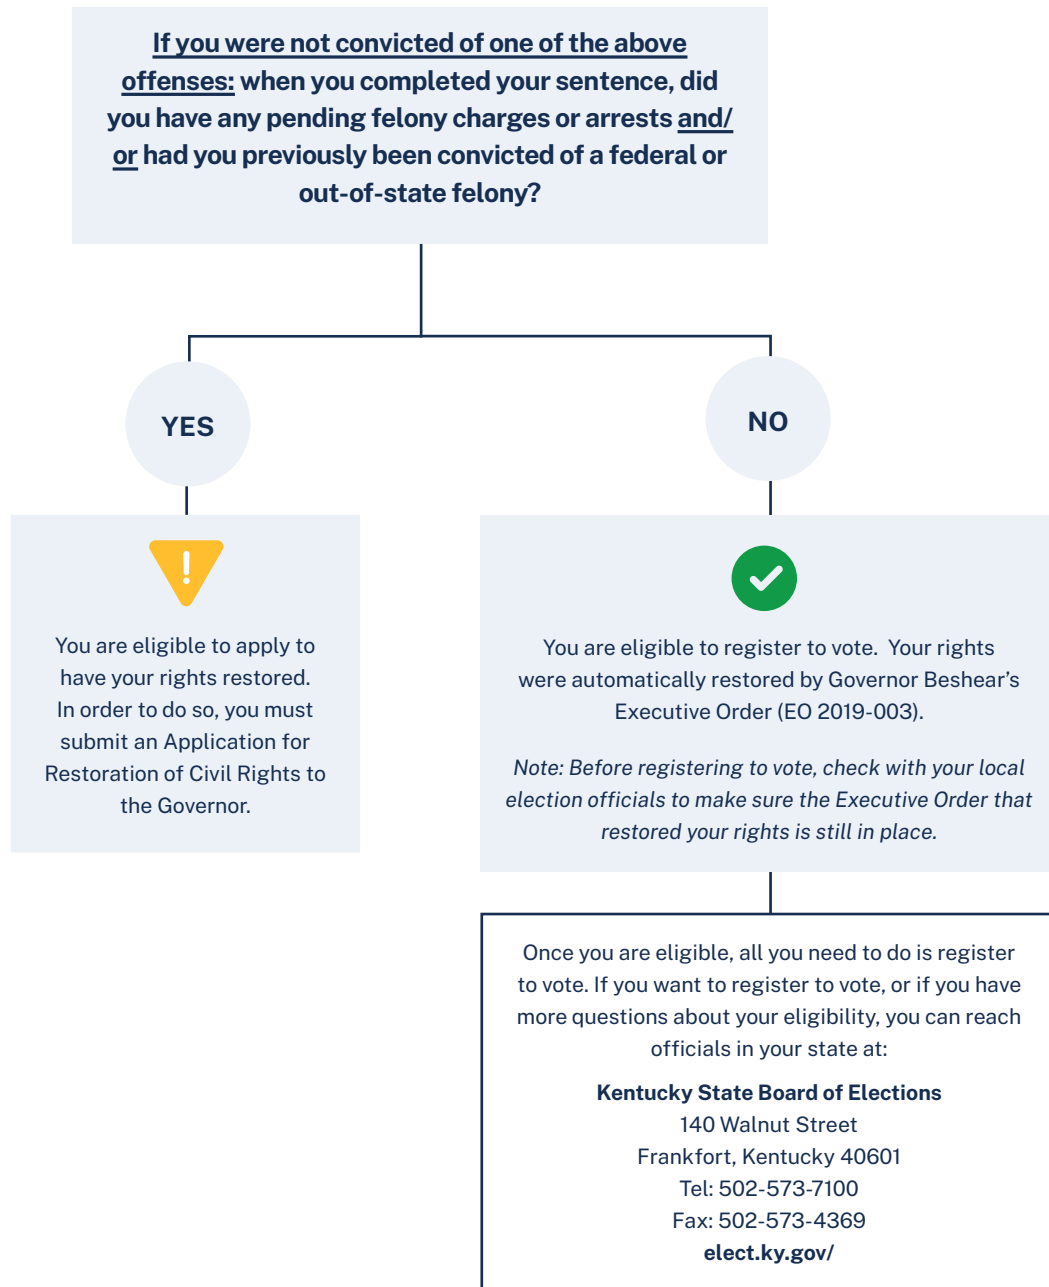 If you were not convicted of one of the above
offenses: when you completed your sentence, did
you have any pending felony charges or arrests and/
or had you previously been convicted of a federal or
out-of-state felony?
YES
NO
You are eligible to apply to
have your rights restored.
In order to do so, you must
submit an Application for
Restoration of Civil Rights to
the Governor.
You are eligible to register to vote.  Your rights
were automatically restored by Governor Beshear’s
Executive Order (EO 2019-003).
Note: Before registering to vote, check with your local
election officials to make sure the Executive Order that
restored your rights is still in place.
Once you are eligible, all you need to do is register
to vote. If you want to register to vote, or if you have
more questions about your eligibility, you can reach
officials in your state at:
Kentucky State Board of Elections
140 Walnut Street
Frankfort, Kentucky 40601
Tel: 502-573-7100
Fax: 502-573-4369
elect.ky.gov/